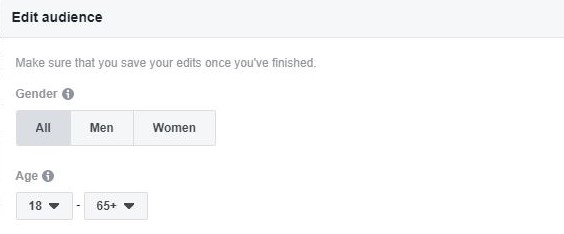 Edit audience
Make sure that you save your edits once you've finished.
Gender
All Men Women
Age
18 - 65+